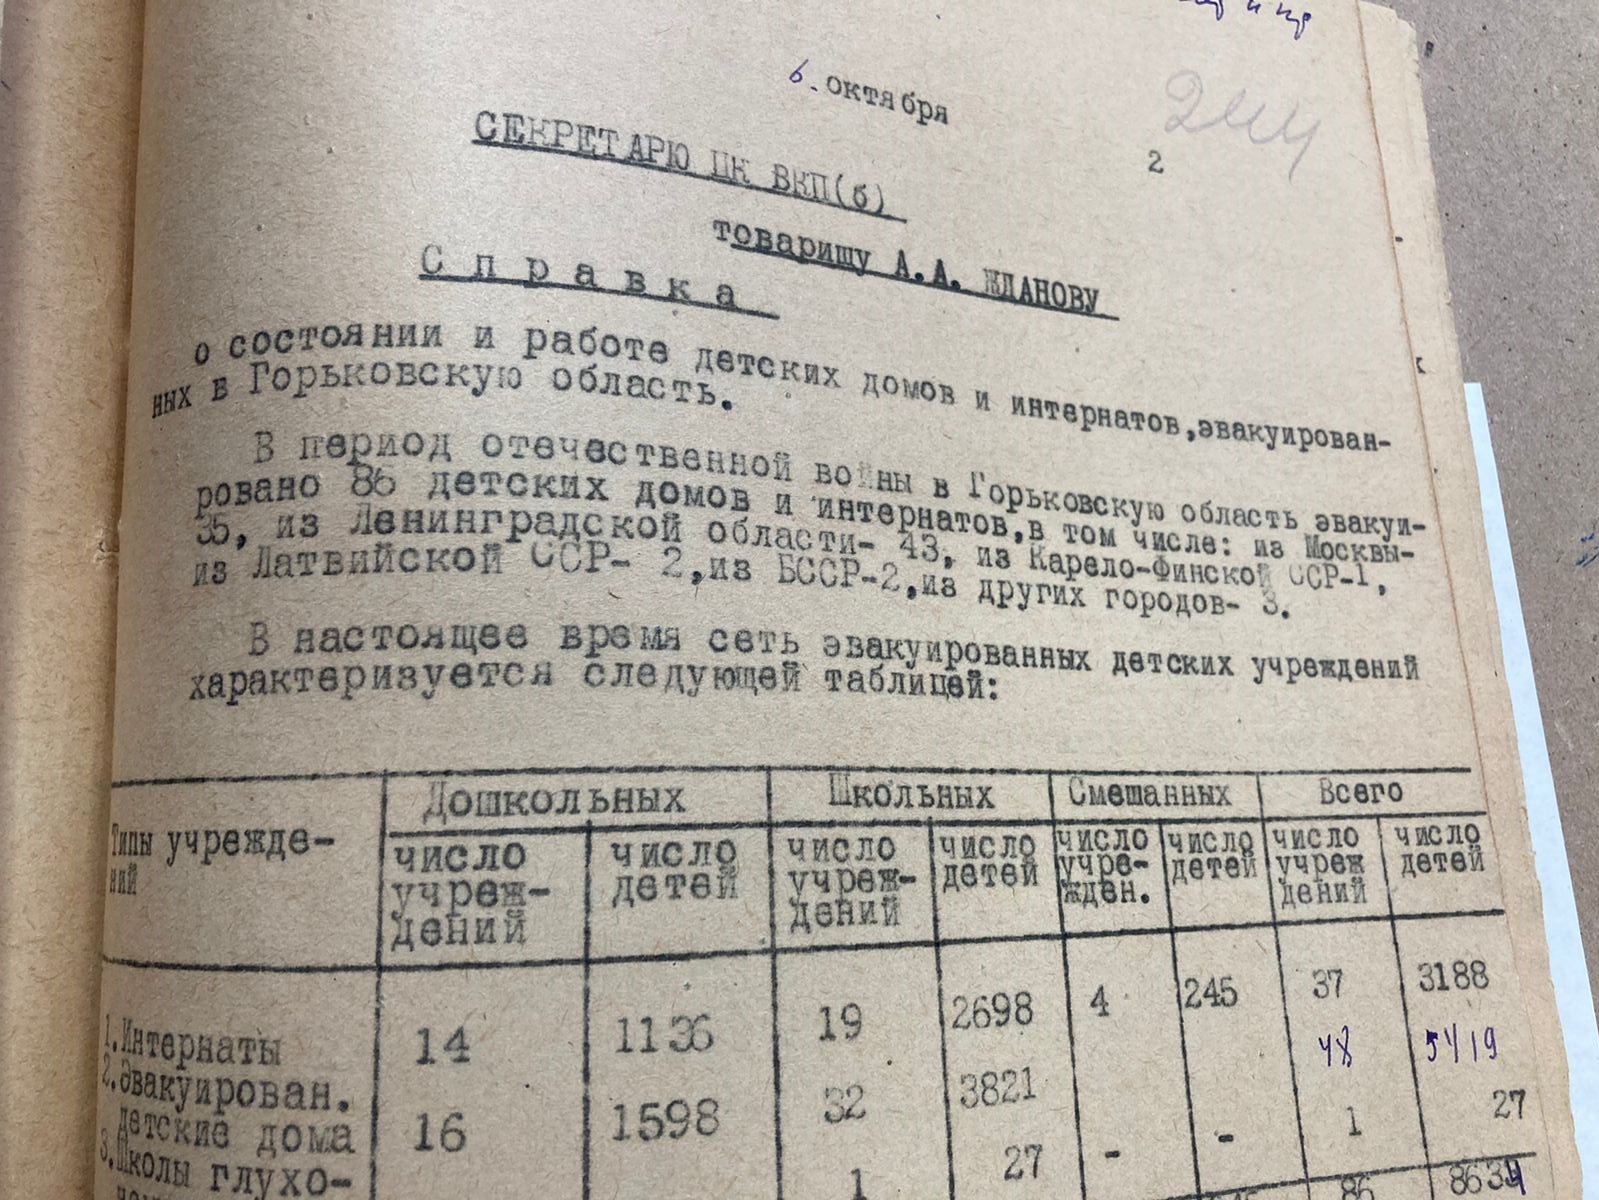 6. октября
244
2
СЕКРЕТАРЮ ЦК ВКП(б)
товарищу А.А. ЖДАНОВУ
Справка
о состоянии и работе детских домов и интернатов,эвакуирован-
ных в Горьковскую область.
В период отечественной войны в Горьковскую область эвакуи-
ровано 86 детских домов и интернатов,в том числе: из Москвы-
35, из Ленинградской области- 43, из Карело-Финской ССР-1,
из Латвийской ССР- 2,из БССР-2,из других городов- 3.
В настоящее время сеть эвакуированных детских учреждений
характеризуется следующей таблицей:
Типы учрежде-
ний
Дошкольных Школьных Смешанных Всего
число учреж-
дений
число детей
число учреж-
дений
число детей
число учре-
жден.
число детей
число учреж
дений
число детей
1.Интернаты 14 1136 19 2698 4 245 37 3188
2.Эвакуирован.
детские дома 16 1598 32 3821 - - 48 5419
3.Школы глухо-
1 27 1 27
86 8634